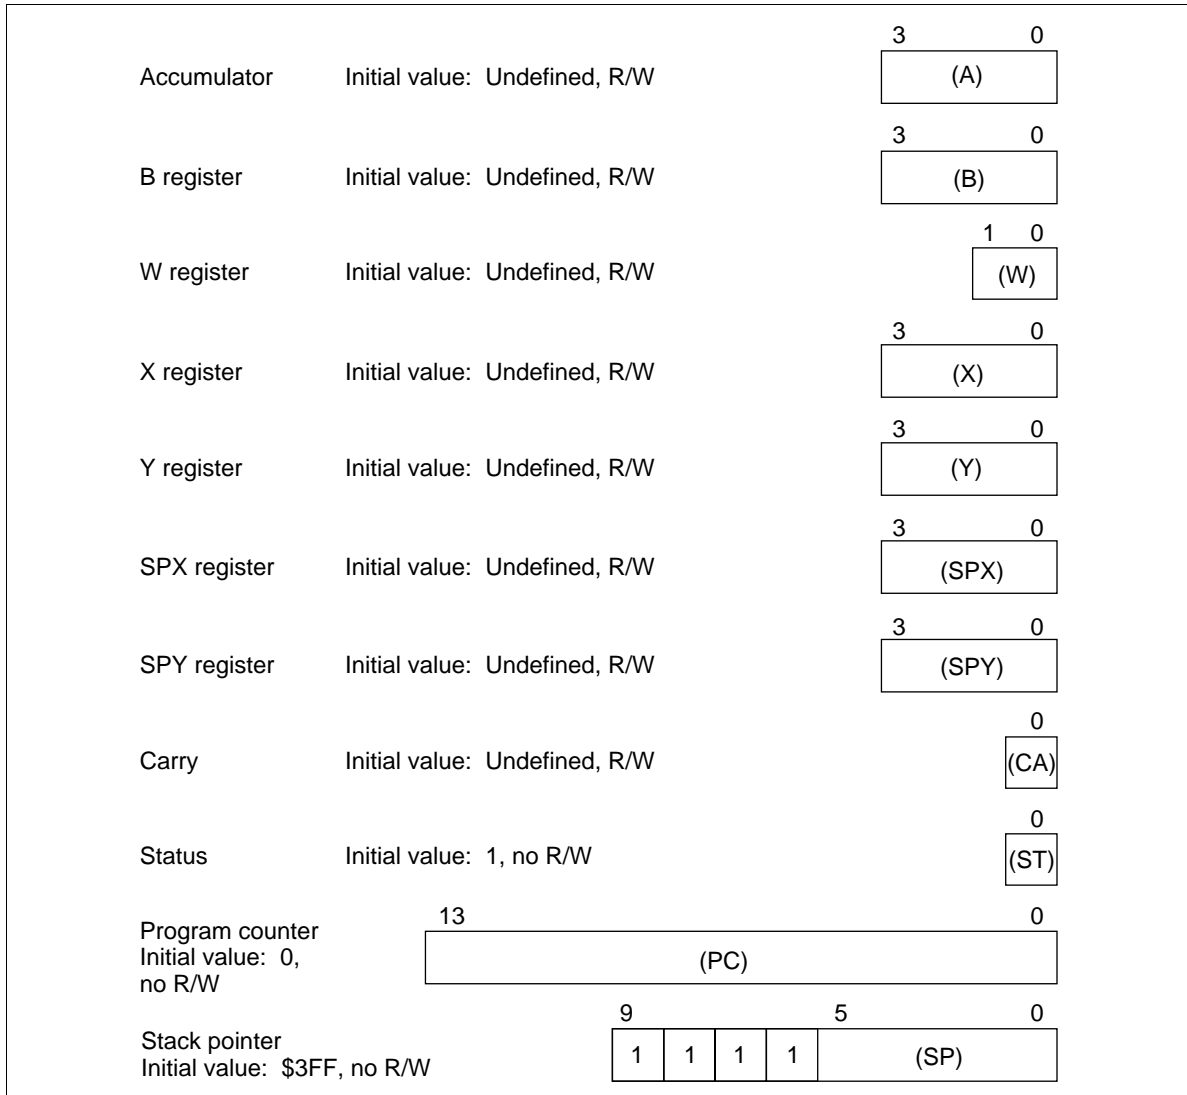 3 0
Accumulator Initial value: Undefined, R/W (A)
3 0
B register Initial value: Undefined, R/W (B)
1 0
W register Initial value: Undefined, R/W (W)
3 0
X register Initial value: Undefined, R/W (X)
3 0
Y register Initial value: Undefined, R/W (Y)
3 0
SPX register Initial value: Undefined, R/W (SPX)
3 0
SPY register Initial value: Undefined, R/W (SPY)
0
Carry Initial value: Undefined, R/W (CA)
0
Status Initial value: 1, no R/W (ST)
13 0
Program counter
Initial value: 0, (PC)
no R/W
9 5 0
Stack pointer
1 1 1 1 (SP)
Initial value: $3FF, no R/W